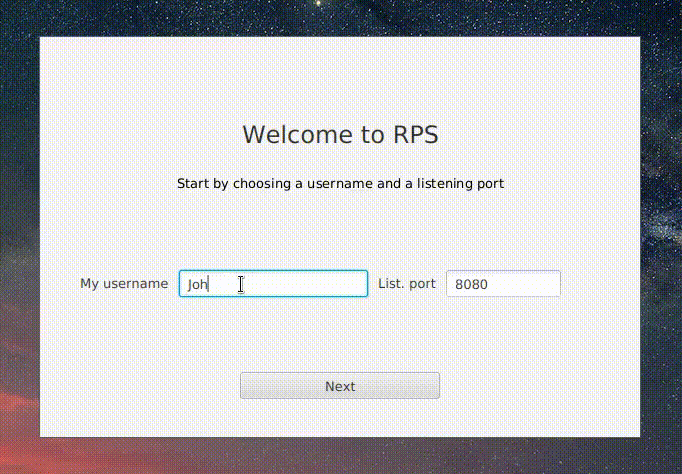 Welcome to RPS
Start by choosing a username and a listening port
My username Joh List. port 8080
Next